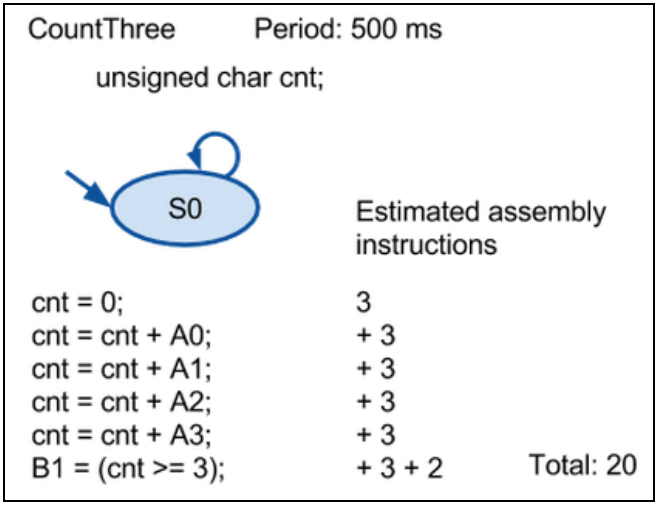 CountThree Period: 500 ms
unsigned char cnt;
S0
Estimated assembly
instructions
cnt = 0; 3
cnt = cnt + A0; + 3
cnt = cnt + A1; + 3
cnt = cnt + A2; + 3
cnt = cnt + A3; + 3
B1 = (cnt >= 3); + 3 + 2 Total: 20